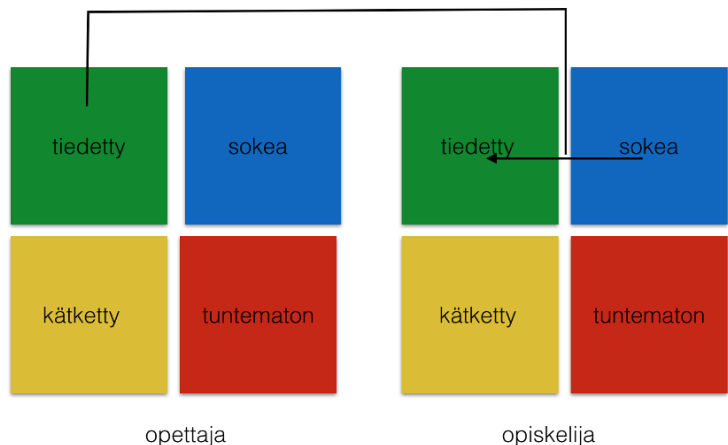 tiedetty
sokea
tiedetty
sokea
kätketty
tuntematon
kätketty
tuntematon
opettaja
opiskelija